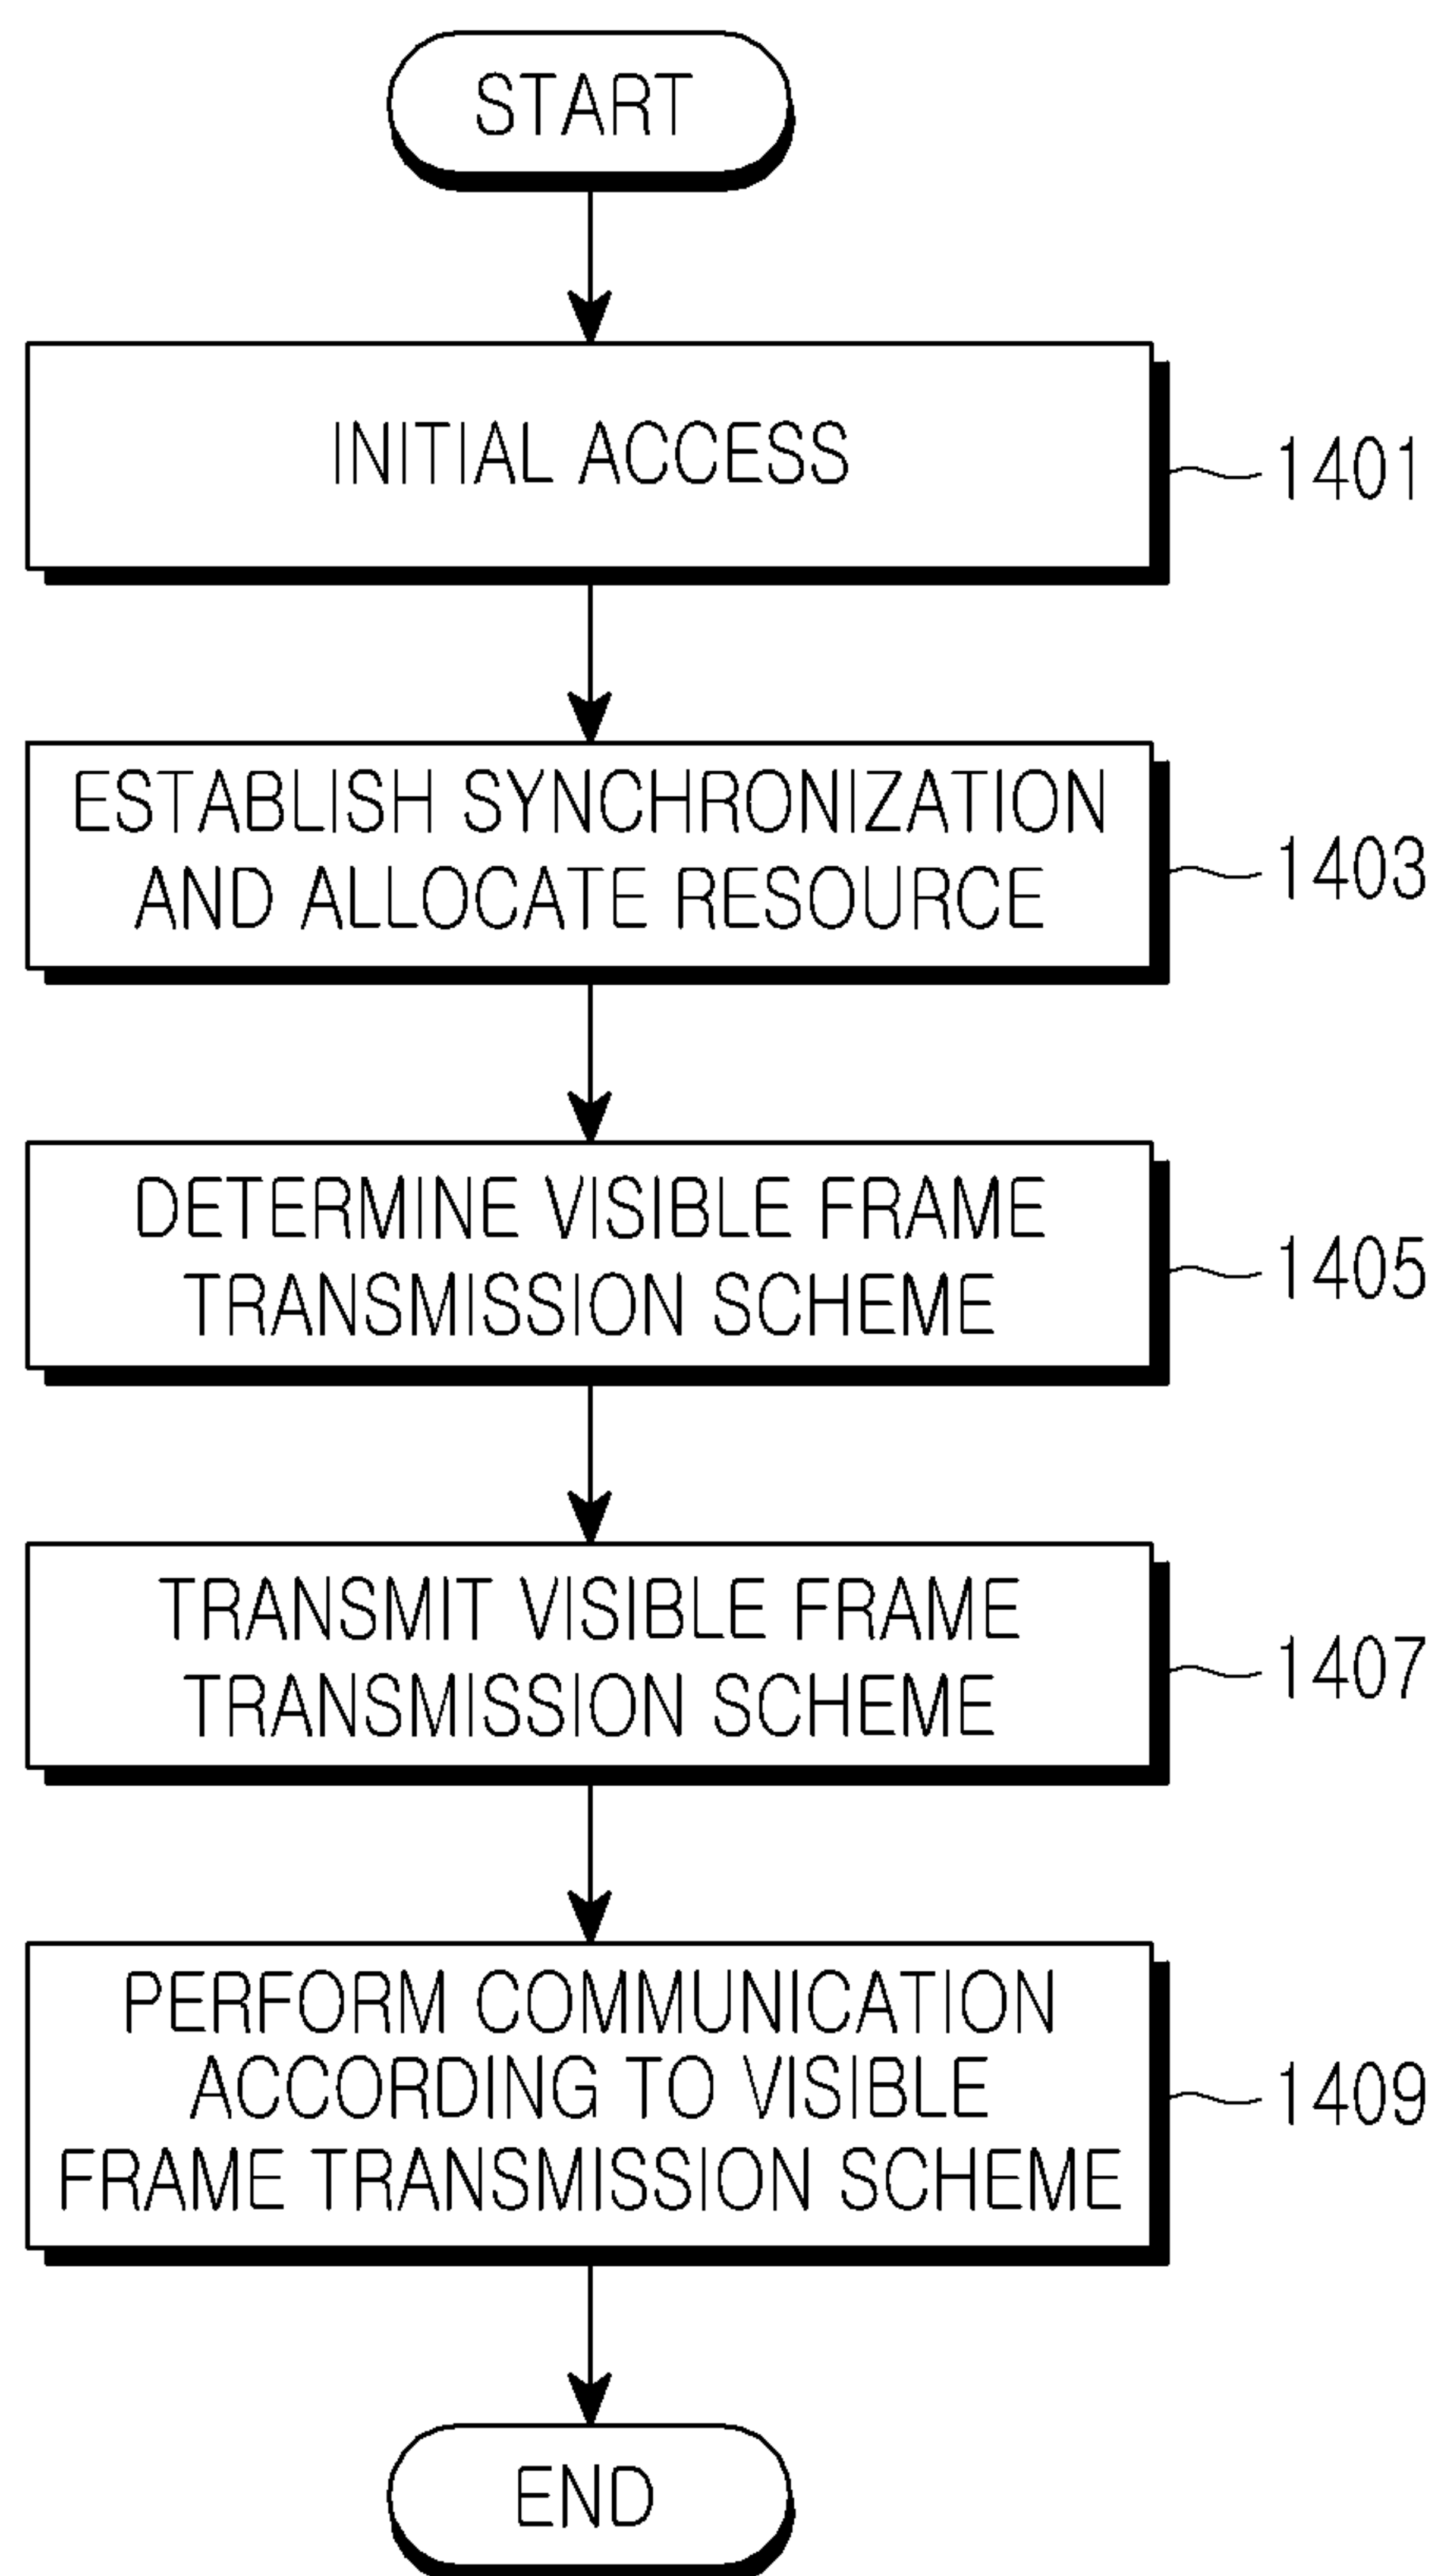 START
INITIAL ACCESS
1401
ESTABLISH SYNCHRONIZATION
AND ALLOCATE RESOURCE
1403
DETERMINE VISIBLE FRAME
TRANSMISSION SCHEME
1405
TRANSMIT VISIBLE FRAME
TRANSMISSION SCHEME
1407
PERFORM COMMUNICATION
ACCORDING TO VISIBLE
FRAME TRANSMISSION SCHEME
1409
END